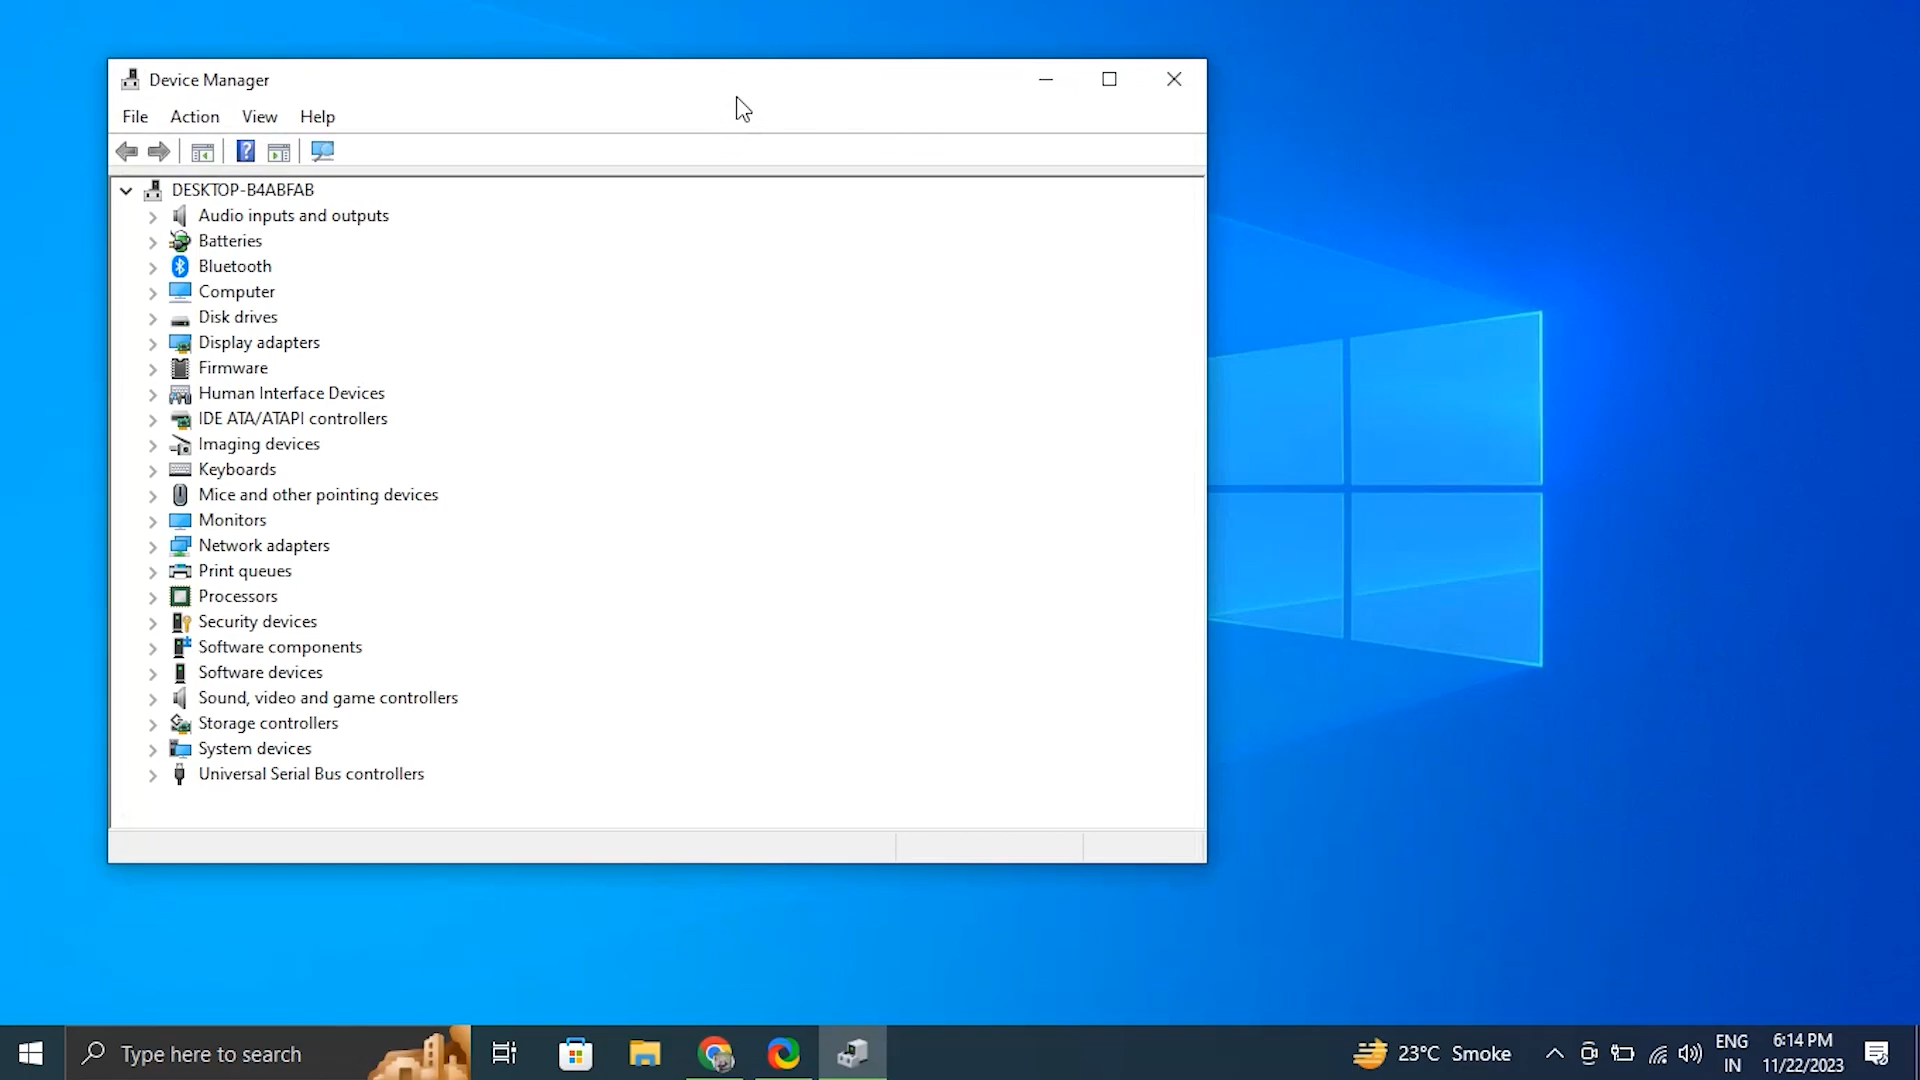 Device Manager
File Action View Help
DESKTOP-B4ABFAB
Audio inputs and outputs
Batteries
Bluetooth
Computer
Disk drives
Display adapters
Firmware
Human Interface Devices
IDE ATA/ATAPI controllers
Imaging devices
Keyboards
Mice and other pointing devices
Monitors
Network adapters
Print queues
Processors
Security devices
Software components
Software devices
Sound, video and game controllers
Storage controllers
System devices
Universal Serial Bus controllers
Type here to search
23°C Smoke
ENG
IN
6:14 PM
11/22/2023